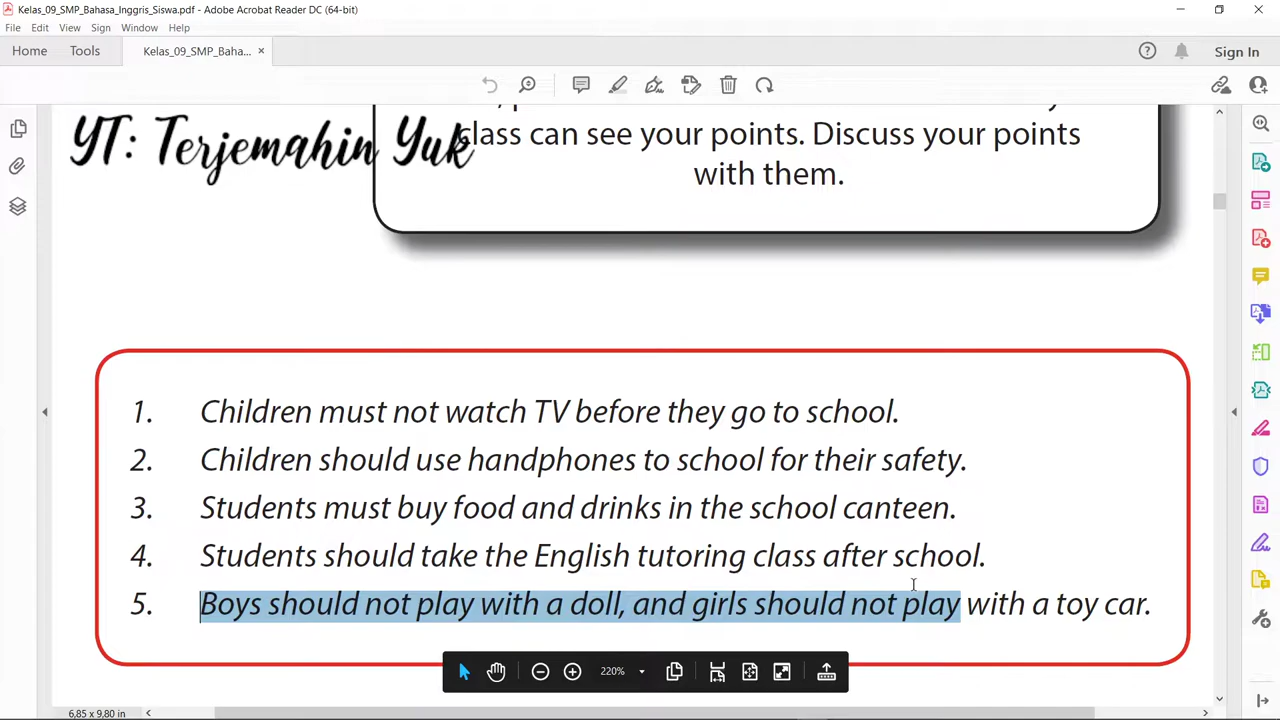 Kelas_09_SMP_Bahasa_Inggris_Siswa.pdf - Adobe Acrobat Reader DC (64-bit)
File Edit View Sign Window Help
Home Tools Kelas_09_SMP_Baha... × Sign In
YT: Terjemahin Yuk
class can see your points. Discuss your points
with them.
1. Children must not watch TV before they go to school.
2. Children should use handphones to school for their safety.
3. Students must buy food and drinks in the school canteen.
4. Students should take the English tutoring class after school.
5. Boys should not play with a doll, and girls should not play with a toy car.
220%
6,85 x 9,80 in